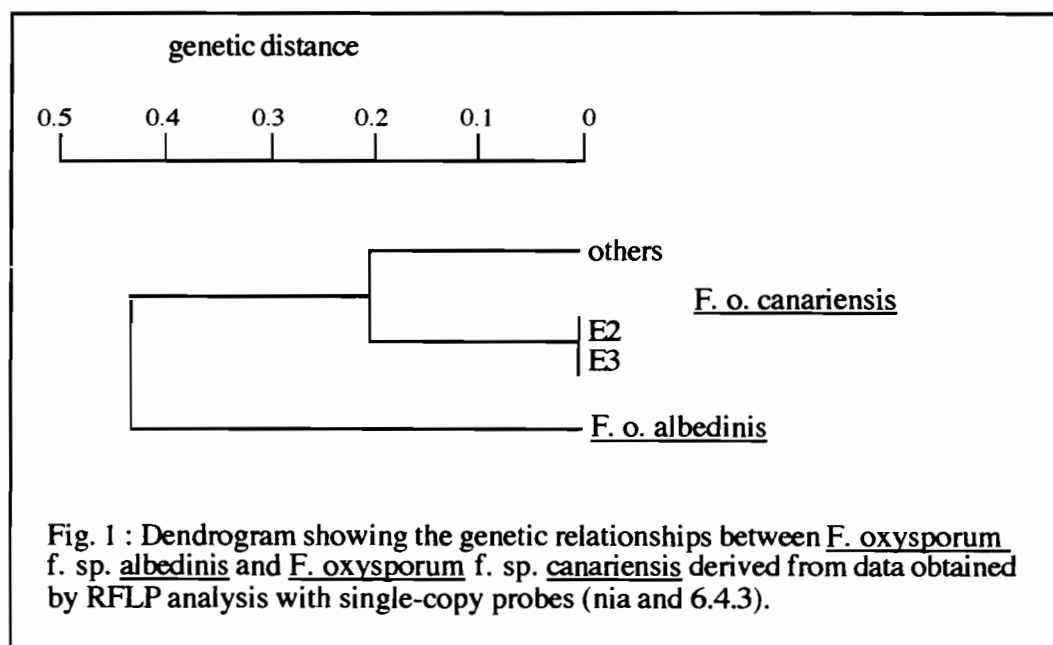 genetic distance
0.5 0.4 0.3 0.2 0.1 0
others
F. o. canariensis
E2
E3
F. o. albedinis
Fig. 1 : Dendrogram showing the genetic relationships between F. oxysporum
f. sp. albedinis and F. oxysporum f. sp. canariensis derived from data obtained
by RFLP analysis with single-copy probes (nia and 6.4.3).